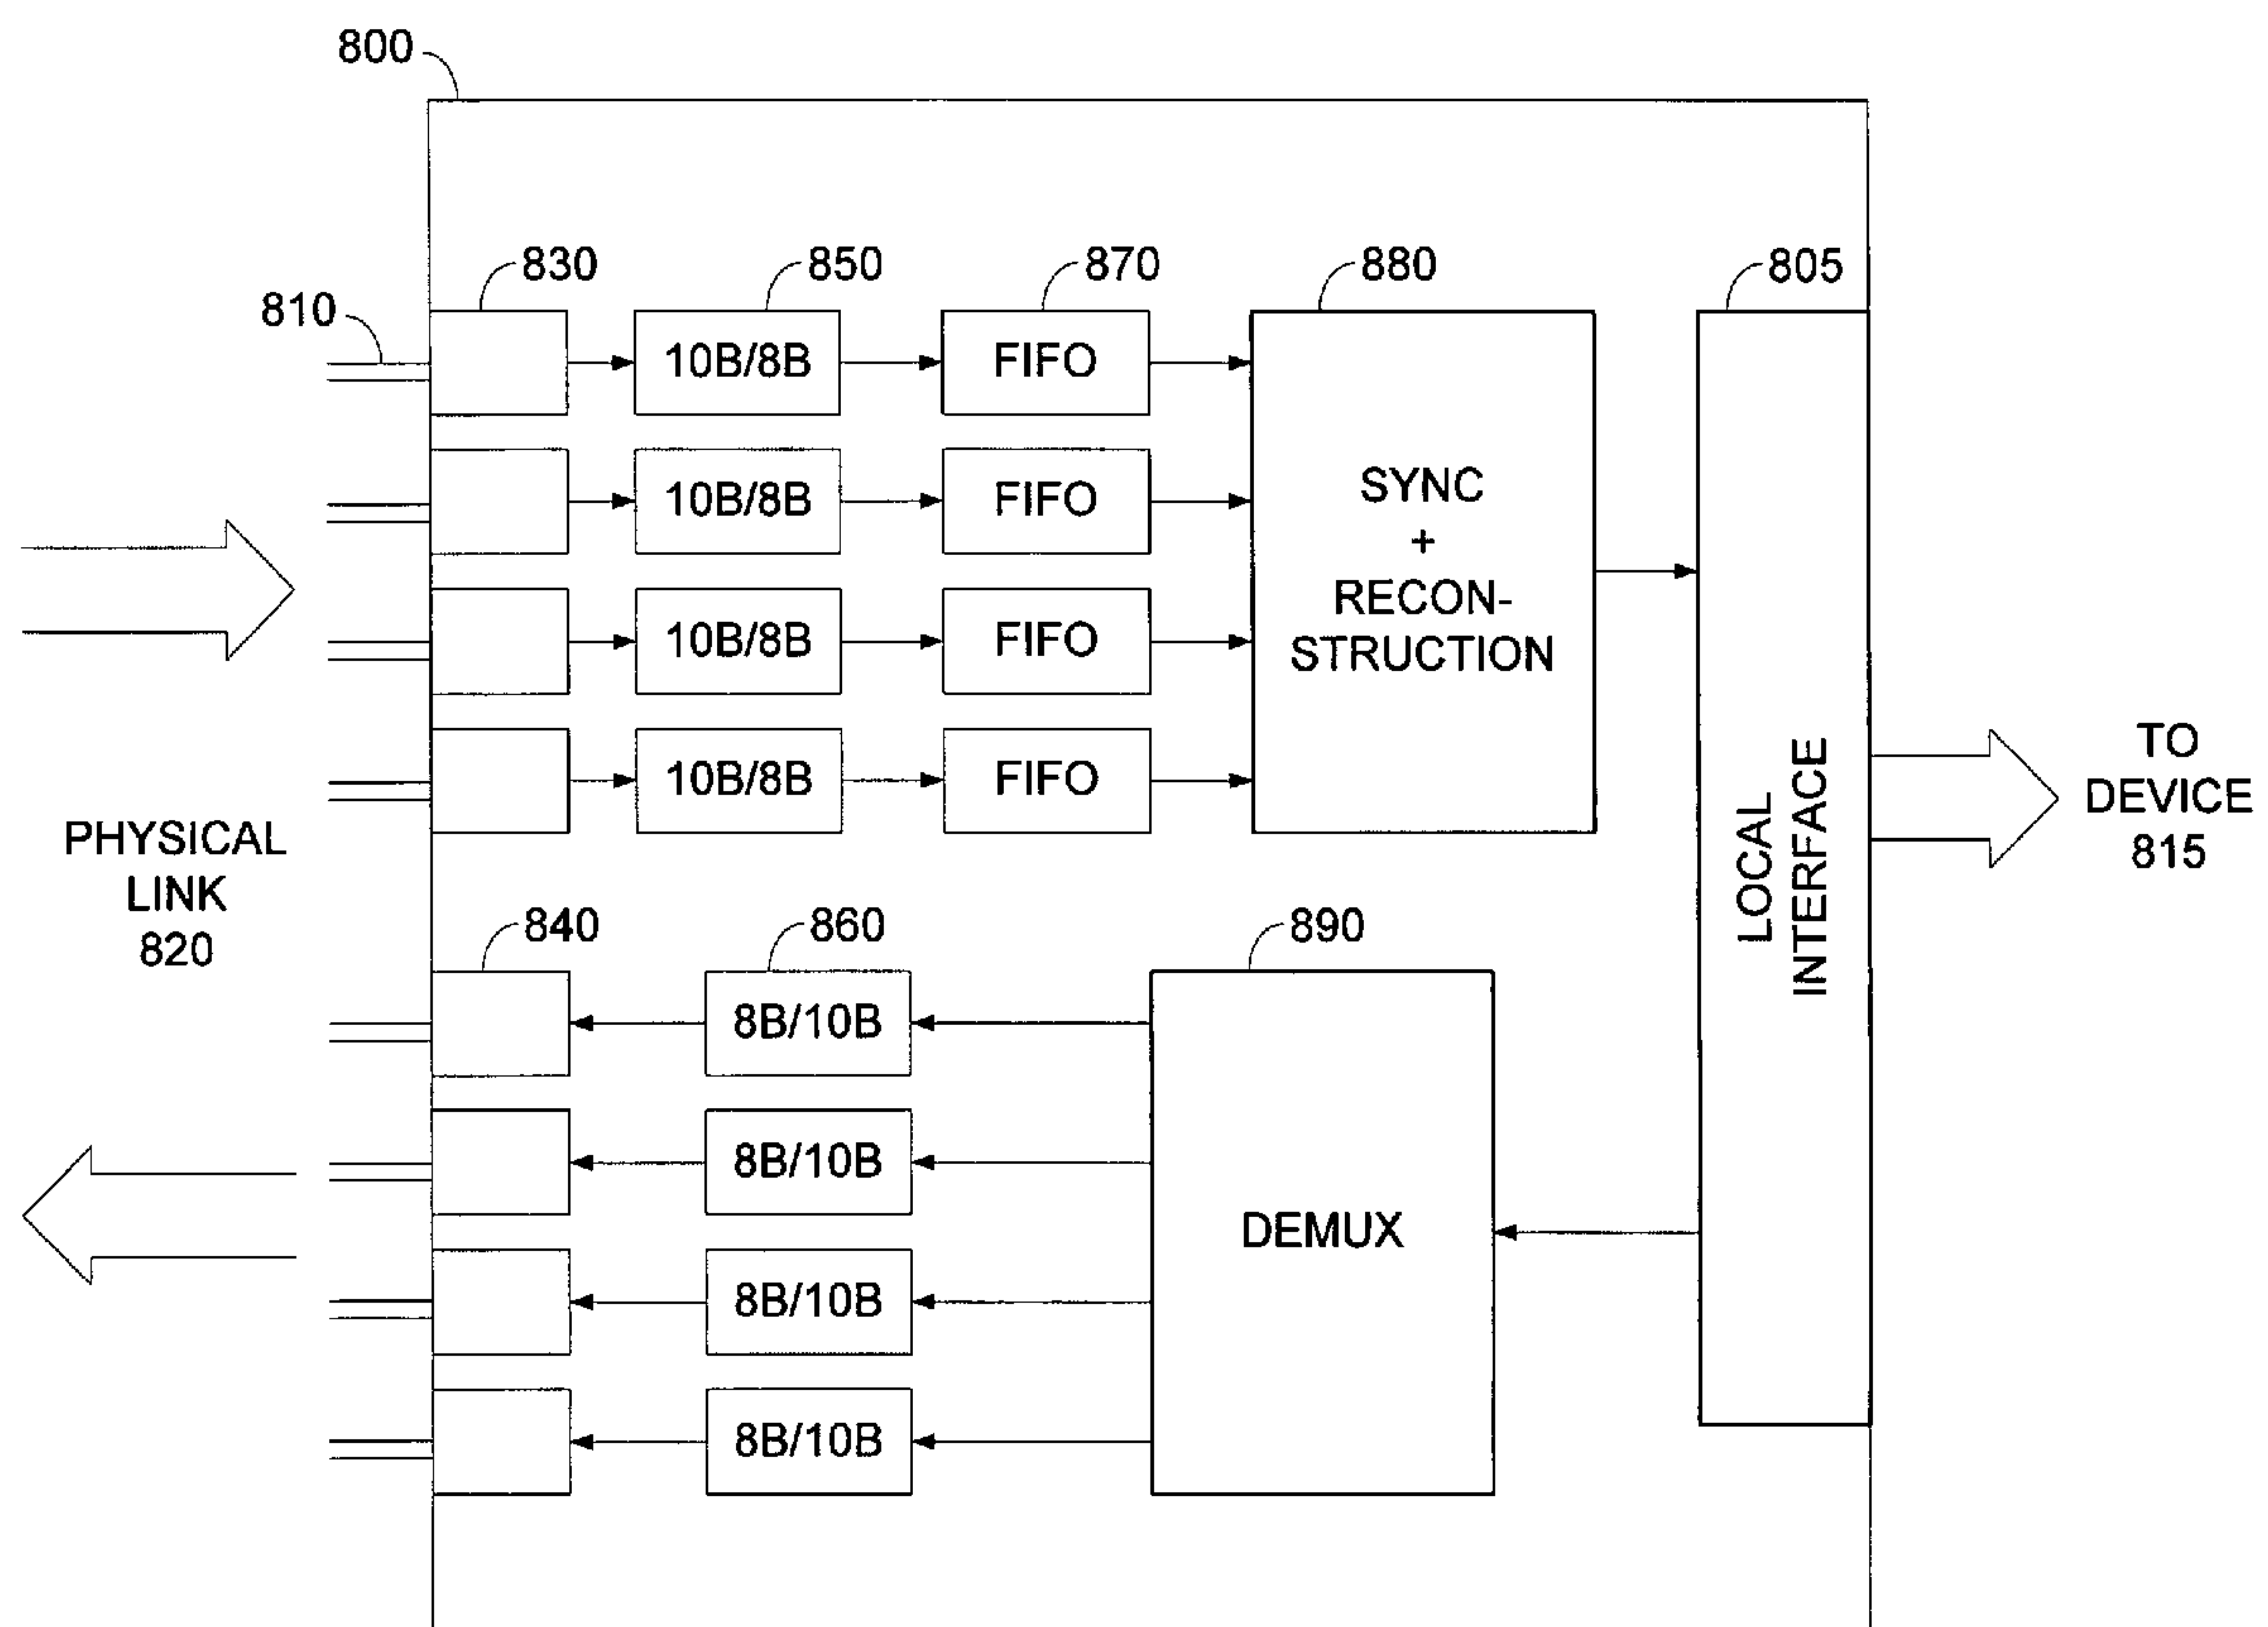 800
830
850
870
880
805
810
10B/8B
FIFO
10B/8B
FIFO
10B/8B
FIFO
10B/8B
FIFO
SYNC
+
RECON-
STRUCTION
LOCAL
INTERFACE
TO
DEVICE
815
PHYSICAL
LINK
820
840
860
890
8B/10B
8B/10B
8B/10B
8B/10B
DEMUX